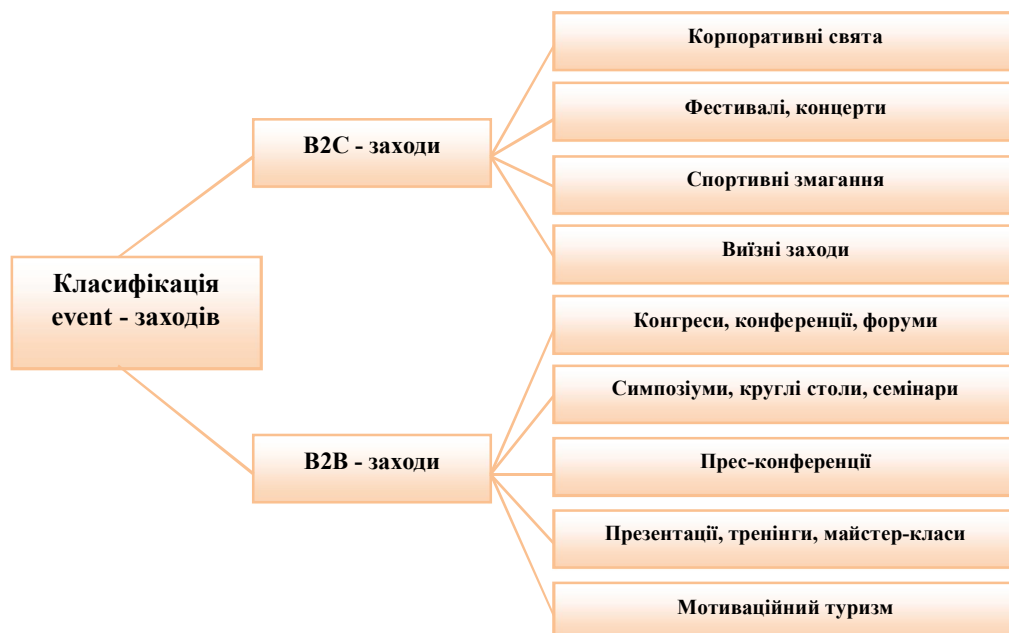 Класифікація
event - заходів
B2C - заходи
Корпоративні свята
Фестивалі, концерти
Спортивні змагання
Виїзні заходи
B2B - заходи
Конгреси, конференції, форуми
Симпозіуми, круглі столи, семінари
Прес-конференції
Презентації, тренінги, майстер-класи
Мотиваційний туризм